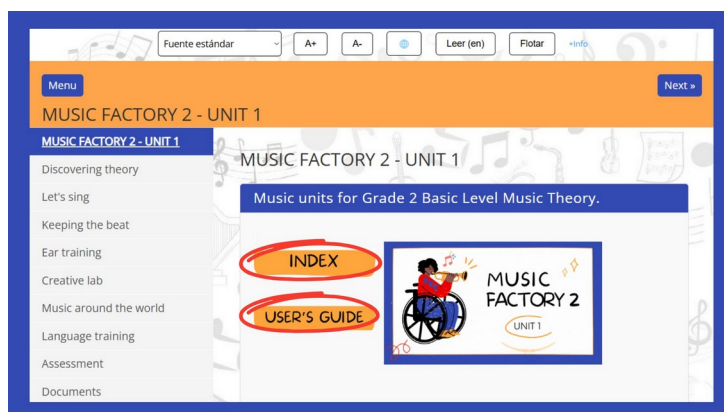 Fuente estándar
A+
A-
Leer (en)
Flotar
+Info
Menu
Next »
MUSIC FACTORY 2 - UNIT 1
MUSIC FACTORY 2 - UNIT 1
Discovering theory
Let's sing
Keeping the beat
Ear training
Creative lab
Music around the world
Language training
Assessment
Documents
MUSIC FACTORY 2 - UNIT 1
Music units for Grade 2 Basic Level Music Theory.
INDEX
USER'S GUIDE
MUSIC
FACTORY 2
UNIT 1